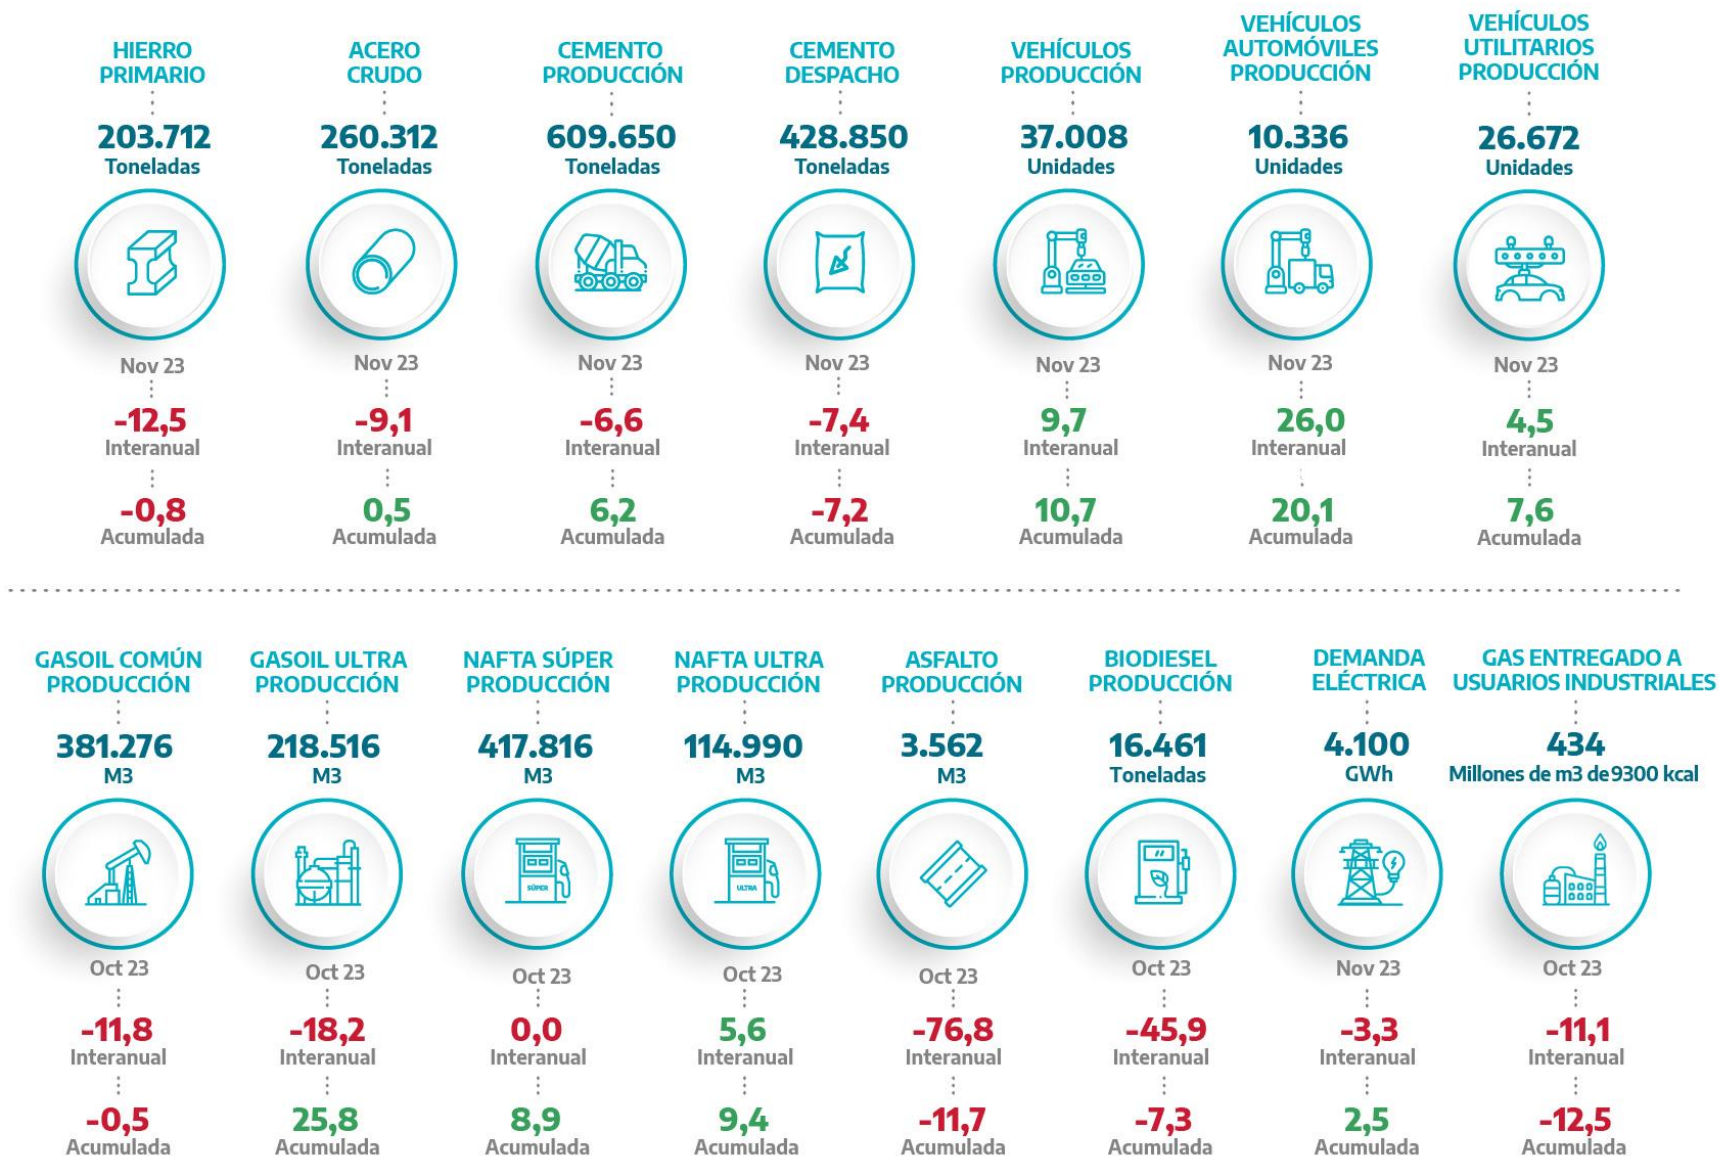 HIERRO
PRIMARIO
203.712
Toneladas
Nov 23
-12,5
Interanual
-0,8
Acumulada
ACERO
CRUDO
260.312
Toneladas
Nov 23
-9,1
Interanual
0,5
Acumulada
CEMENTO
PRODUCCIÓN
609.650
Toneladas
Nov 23
-6,6
Interanual
6,2
Acumulada
CEMENTO
DESPACHO
428.850
Toneladas
Nov 23
-7,4
Interanual
-7,2
Acumulada
VEHÍCULOS
PRODUCCIÓN
37.008
Unidades
Nov 23
9,7
Interanual
10,7
Acumulada
VEHÍCULOS
AUTOMÓVILES
PRODUCCIÓN
10.336
Unidades
Nov 23
26,0
Interanual
20,1
Acumulada
VEHÍCULOS
UTILITARIOS
PRODUCCIÓN
26.672
Unidades
Nov 23
4,5
Interanual
7,6
Acumulada
GASOIL COMÚN
PRODUCCIÓN
381.276
M3
Oct 23
-11,8
Interanual
-0,5
Acumulada
GASOIL ULTRA
PRODUCCIÓN
218.516
M3
Oct 23
-18,2
Interanual
25,8
Acumulada
NAFTA SÚPER
PRODUCCIÓN
417.816
M3
SÚPER
Oct 23
0,0
Interanual
8,9
Acumulada
NAFTA ULTRA
PRODUCCIÓN
114.990
M3
ULTRA
Oct 23
5,6
Interanual
9,4
Acumulada
ASFALTO
PRODUCCIÓN
3.562
M3
Oct 23
-76,8
Interanual
-11,7
Acumulada
BIODIESEL
PRODUCCIÓN
16.461
Toneladas
Oct 23
-45,9
Interanual
-7,3
Acumulada
DEMANDA
ELÉCTRICA
4.100
GWh
Nov 23
-3,3
Interanual
2,5
Acumulada
GAS ENTREGADO A
USUARIOS INDUSTRIALES
434
Millones de m3 de 9300 kcal
Oct 23
-11,1
Interanual
-12,5
Acumulada